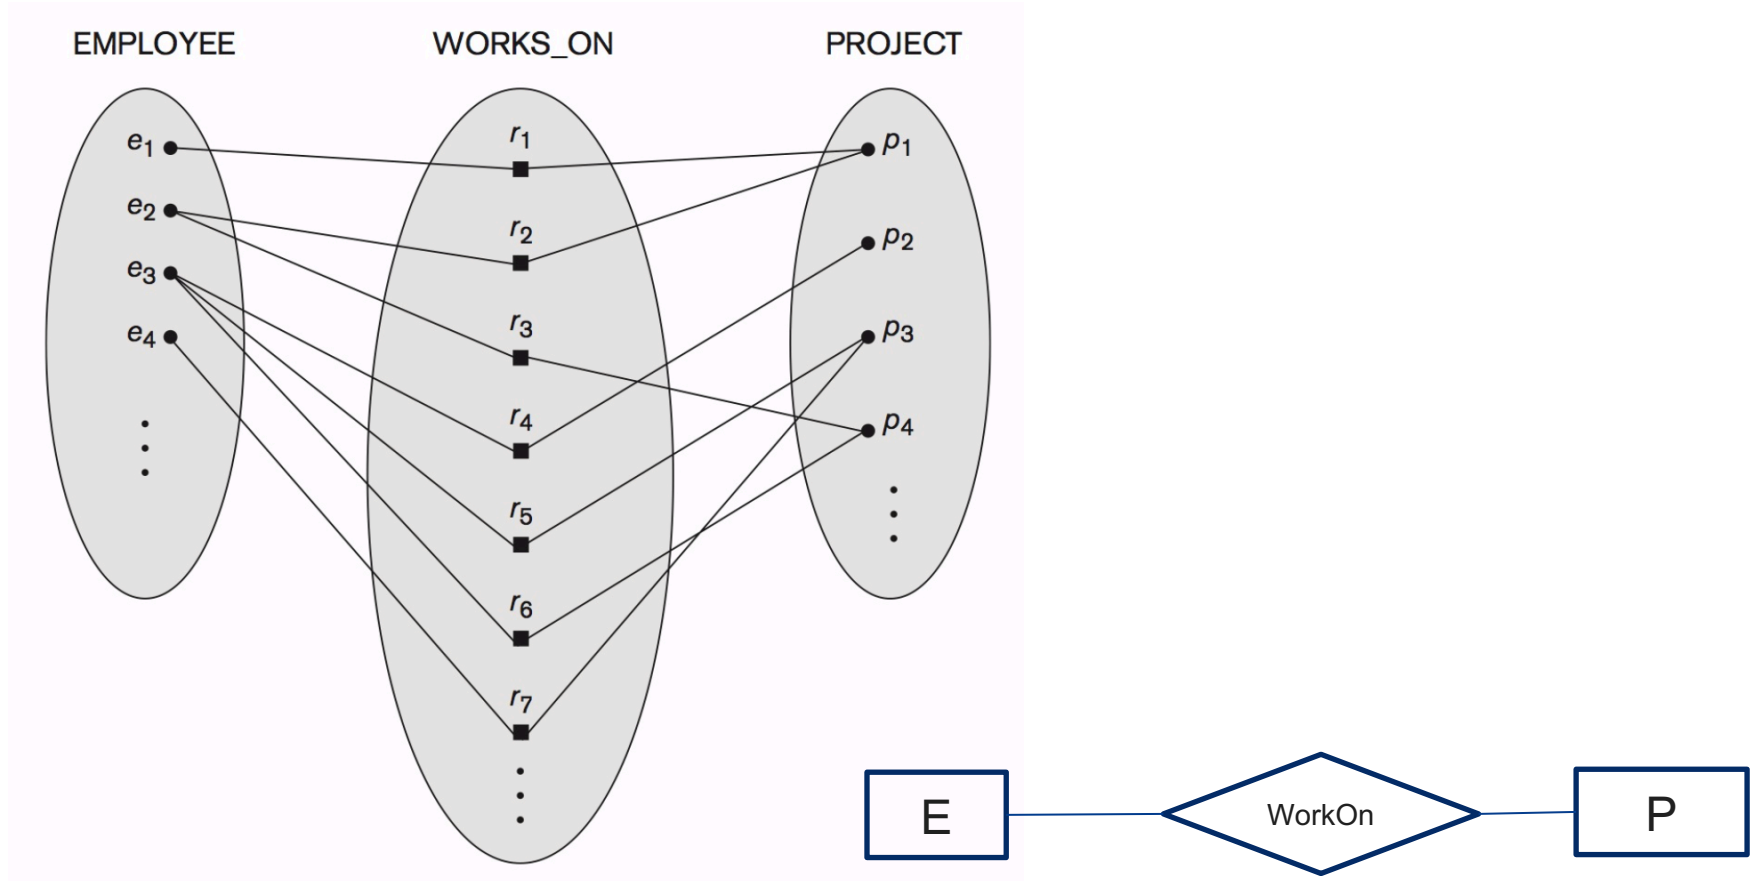 EMPLOYEE WORKS_ON PROJECT
e1
e2
e3
e4
r1
r2
r3
r4
r5
r6
r7
p1
p2
p3
p4
E WorkOn P